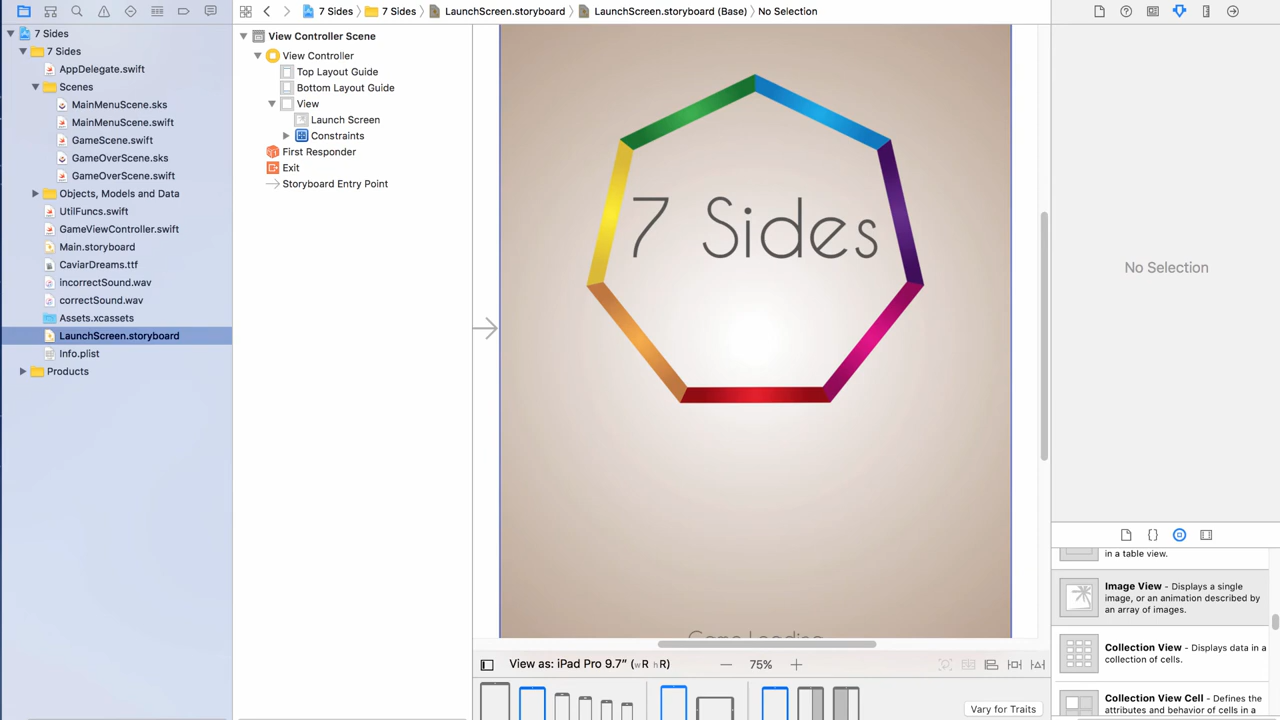 7 Sides
7 Sides
AppDelegate.swift
Scenes
MainMenuScene.sks
MainMenuScene.swift
GameScene.swift
GameOverScene.sks
GameOverScene.swift
Objects, Models and Data
UtilFuncs.swift
GameViewController.swift
Main.storyboard
CaviarDreams.ttf
incorrectSound.wav
correctSound.wav
Assets.xcassets
LaunchScreen.storyboard
Info.plist
Products
7 Sides
7 Sides
LaunchScreen.storyboard
LaunchScreen.storyboard (Base)
No Selection
View Controller Scene
View Controller
Top Layout Guide
Bottom Layout Guide
View
Launch Screen
Constraints
First Responder
Exit
Storyboard Entry Point
7 Sides
Game Loading
View as: iPad Pro 9.7” (wR hR)
75%
Vary for Traits
No Selection
in a table view.
Image View - Displays a single
image, or an animation described by
an array of images.
Collection View - Displays data in a
collection of cells.
Collection View Cell - Defines the
attributes and behavior of cells in a